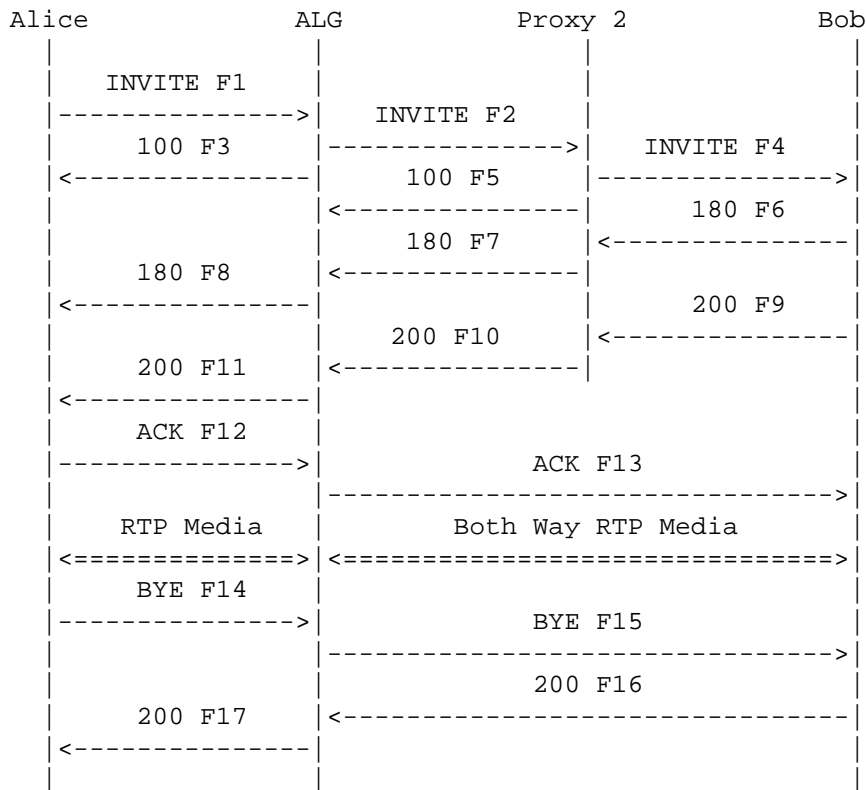 Alice ALG Proxy 2 Bob
INVITE F1
INVITE F2
100 F3 INVITE F4
100 F5
180 F6
180 F7
180 F8
200 F9
200 F10
200 F11
ACK F12
ACK F13
RTP Media Both Way RTP Media
BYE F14
BYE F15
200 F16
200 F17